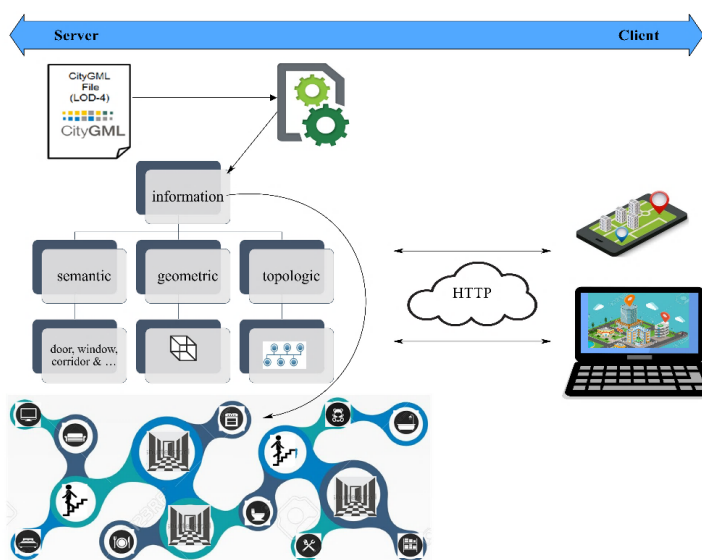 Server
Client
CityGML
File
(LOD-4)
CityGML
information
semantic
geometric
topologic
door, window,
corridor & ...
HTTP